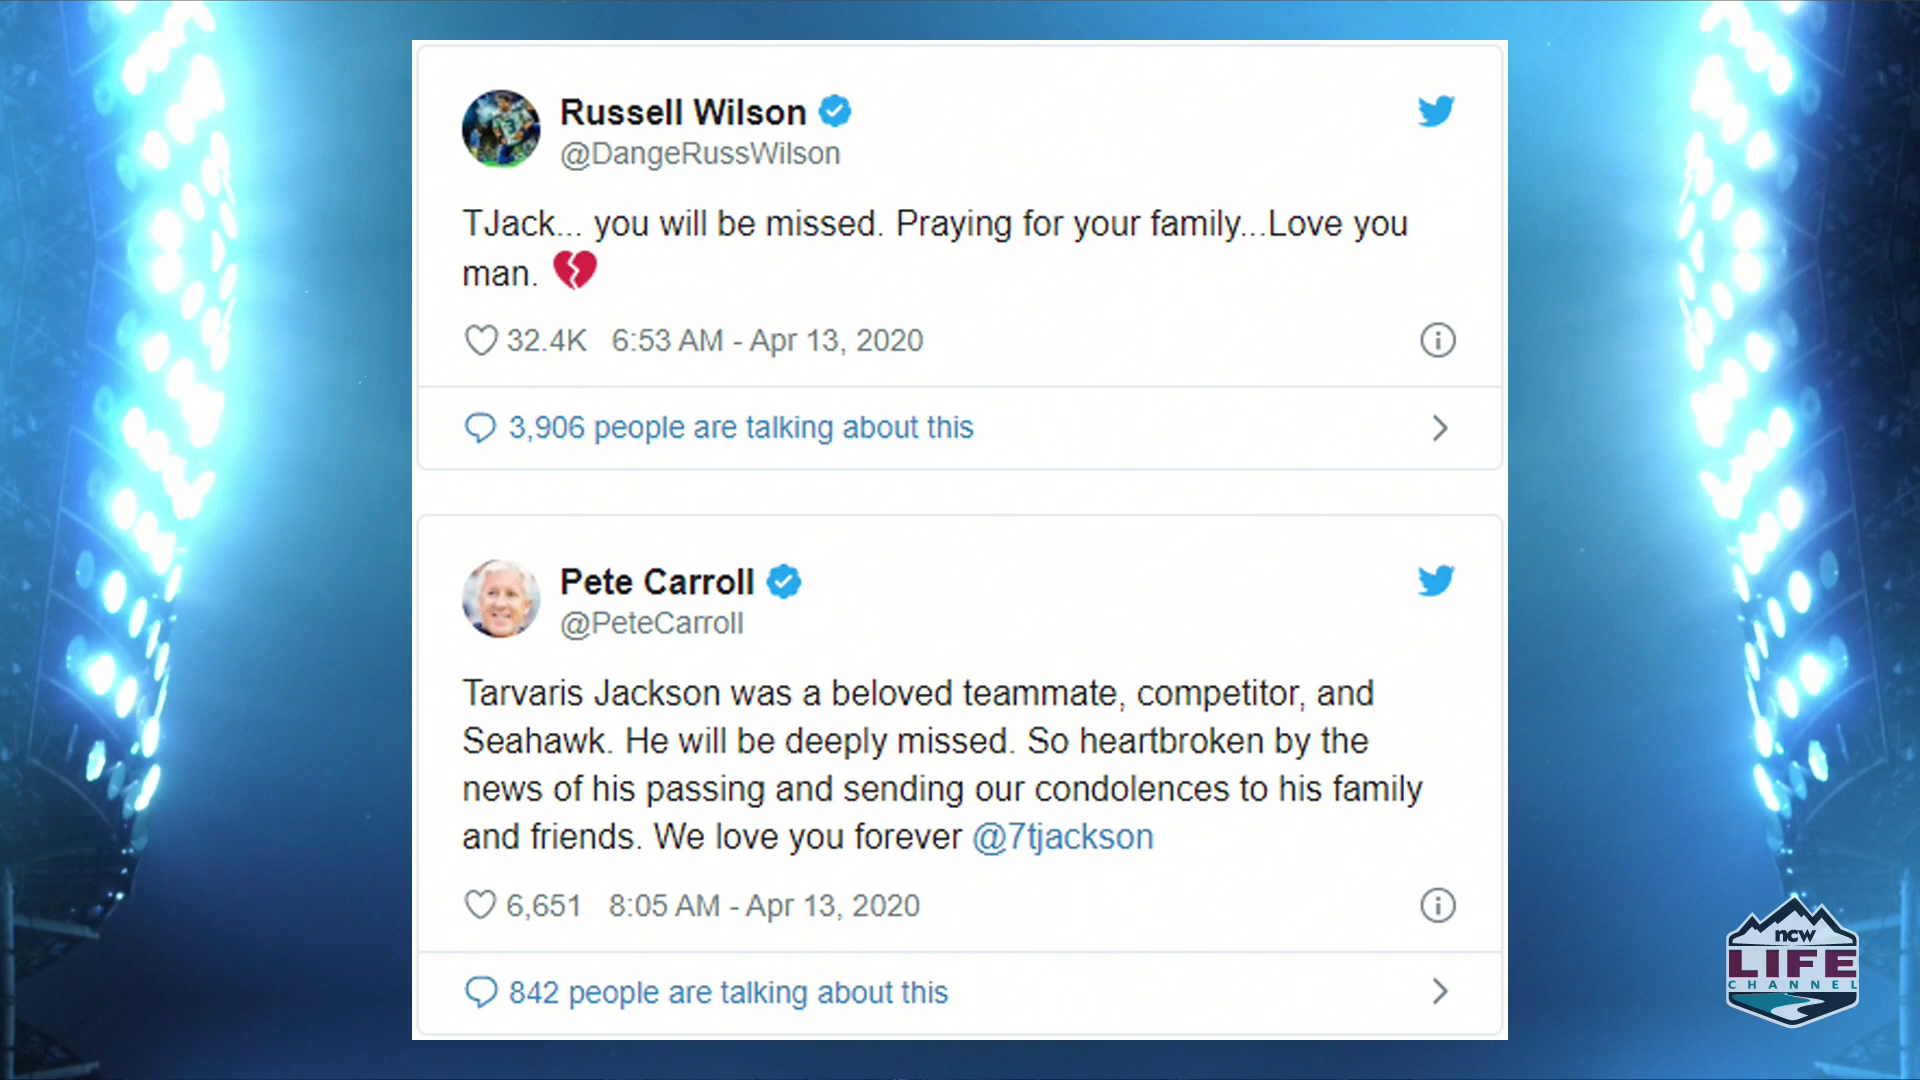 Russell Wilson
@DangeRussWilson
TJack... you will be missed. Praying for your family...Love you
man. 💔
32.4K 6:53 AM - Apr 13, 2020
3,906 people are talking about this
Pete Carroll
@PeteCarroll
Tarvaris Jackson was a beloved teammate, competitor, and
Seahawk. He will be deeply missed. So heartbroken by the
news of his passing and sending our condolences to his family
and friends. We love you forever @7tjackson
6,651 8:05 AM - Apr 13, 2020
842 people are talking about this
ncw
LIFE
CHANNEL